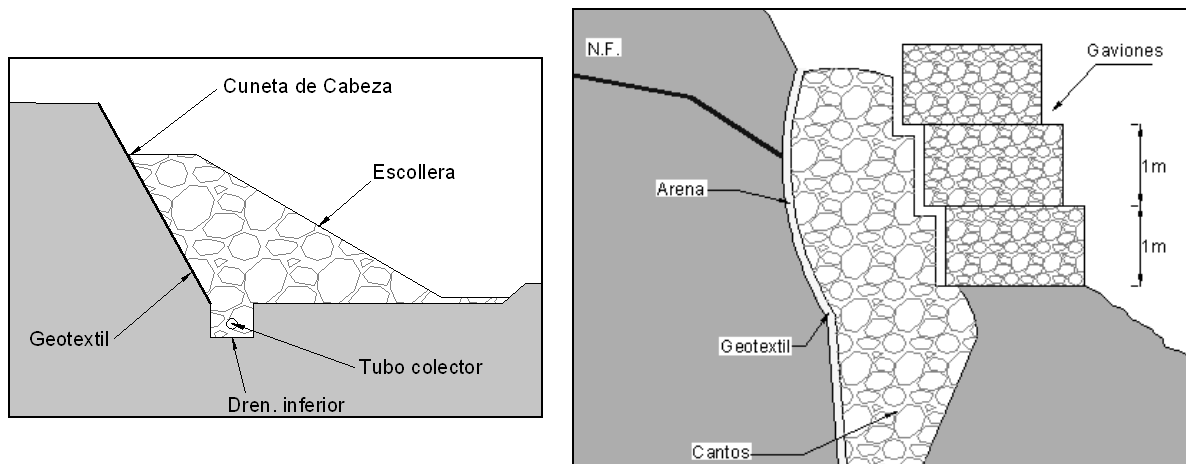 Cuneta de Cabeza
Escollera
Geotextil
Tubo colector
Dren. inferior
N.F.
Gaviones
1m
Arena
1m
Geotextil
Cantos